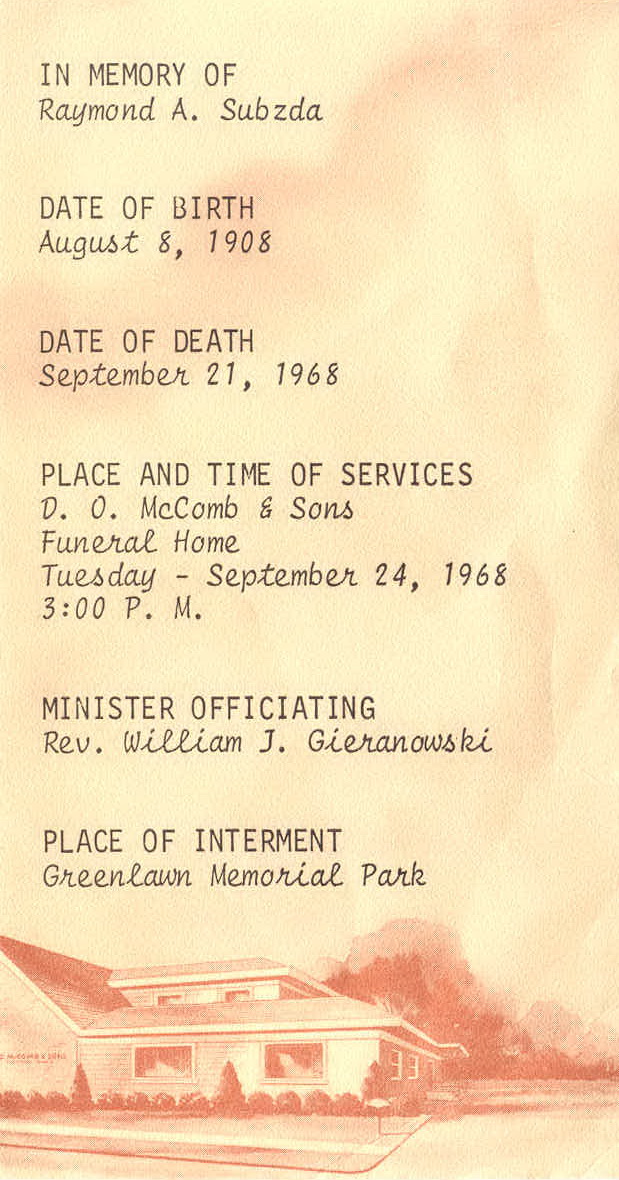 IN MEMORY OF
Raymond A. Subzda
DATE OF BIRTH
August 8, 1908
DATE OF DEATH
September 21, 1968
PLACE AND TIME OF SERVICES
D. O. McComb & Sons
Funeral Home
Tuesday - September 24, 1968
3:00 P. M.
MINISTER OFFICIATING
Rev. William J. Gieranowski
PLACE OF INTERMENT
Greenlawn Memorial Park
McCOMB & SONS